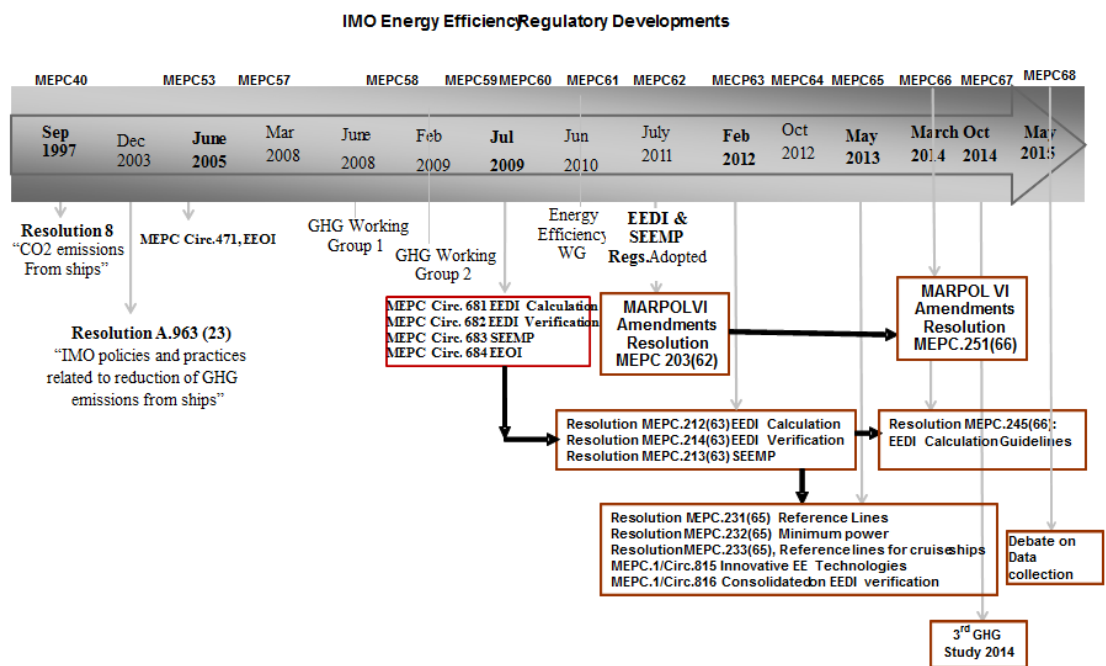 IMO Energy Efficiency Regulatory Developments
MEPC40 MEPC53 MEPC57 MEPC58 MEPC59 MEPC60 MEPC61 MEPC62 MECP63 MEPC64 MEPC65 MEPC66 MEPC67 MEPC68
Sep
1997
Dec
2003
June
2005
Mar
2008
June
2008
Feb
2009
Jul
2009
Jun
2010
July
2011
Feb
2012
Oct
2012
May
2013
March
2014
Oct
2014
May
2015
Resolution 8
“CO2 emissions
From ships”
Resolution A.963 (23)
“IMO policies and practices
related to reduction of GHG
emissions from ships”
MEPC Circ.471, EEOI
GHG Working
Group 1
GHG Working
Group 2
Energy
Efficiency
WG
EEDI &
SEEMP
Regs.Adopted
MEPC Circ. 681 EEDI Calculation
MEPC Circ. 682 EEDI Verification
MEPC Circ. 683 SEEMP
MEPC Circ. 684 EEOI
MARPOL VI
Amendments
Resolution
MEPC 203(62)
MARPOL VI
Amendments
Resolution
MEPC.251(66)
Resolution MEPC.212(63) EEDI Calculation
Resolution MEPC.214(63) EEDI Verification
Resolution MEPC.213(63) SEEMP
Resolution MEPC.245(66):
EEDI Calculation Guidelines
Resolution MEPC.231(65) Reference Lines
Resolution MEPC.232(65) Minimum power
Resolution MEPC.233(65), Reference lines for cruise ships
MEPC.1/Circ.815 Innovative EE Technologies
MEPC.1/Circ.816 Consolidated on EEDI verification
Debate on
Data
collection
3rd GHG
Study 2014